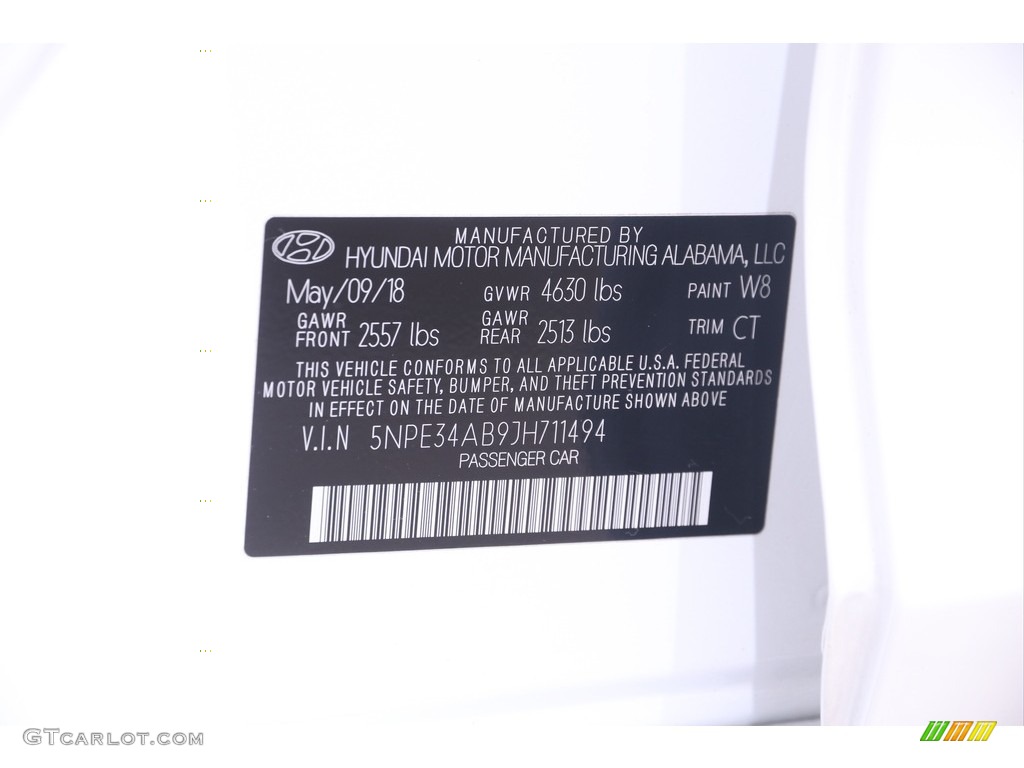 MANUFACTURED BY
HYUNDAI MOTOR MANUFACTURING ALABAMA, LLC
May/09/18 GVWR 4630 lbs PAINT W8
GAWR FRONT 2557 lbs GAWR REAR 2513 lbs TRIM CT
THIS VEHICLE CONFORMS TO ALL APPLICABLE U.S.A. FEDERAL
MOTOR VEHICLE SAFETY, BUMPER, AND THEFT PREVENTION STANDARDS
IN EFFECT ON THE DATE OF MANUFACTURE SHOWN ABOVE
V.I.N 5NPE34AB9JH711494
PASSENGER CAR
GTCARLOT.COM